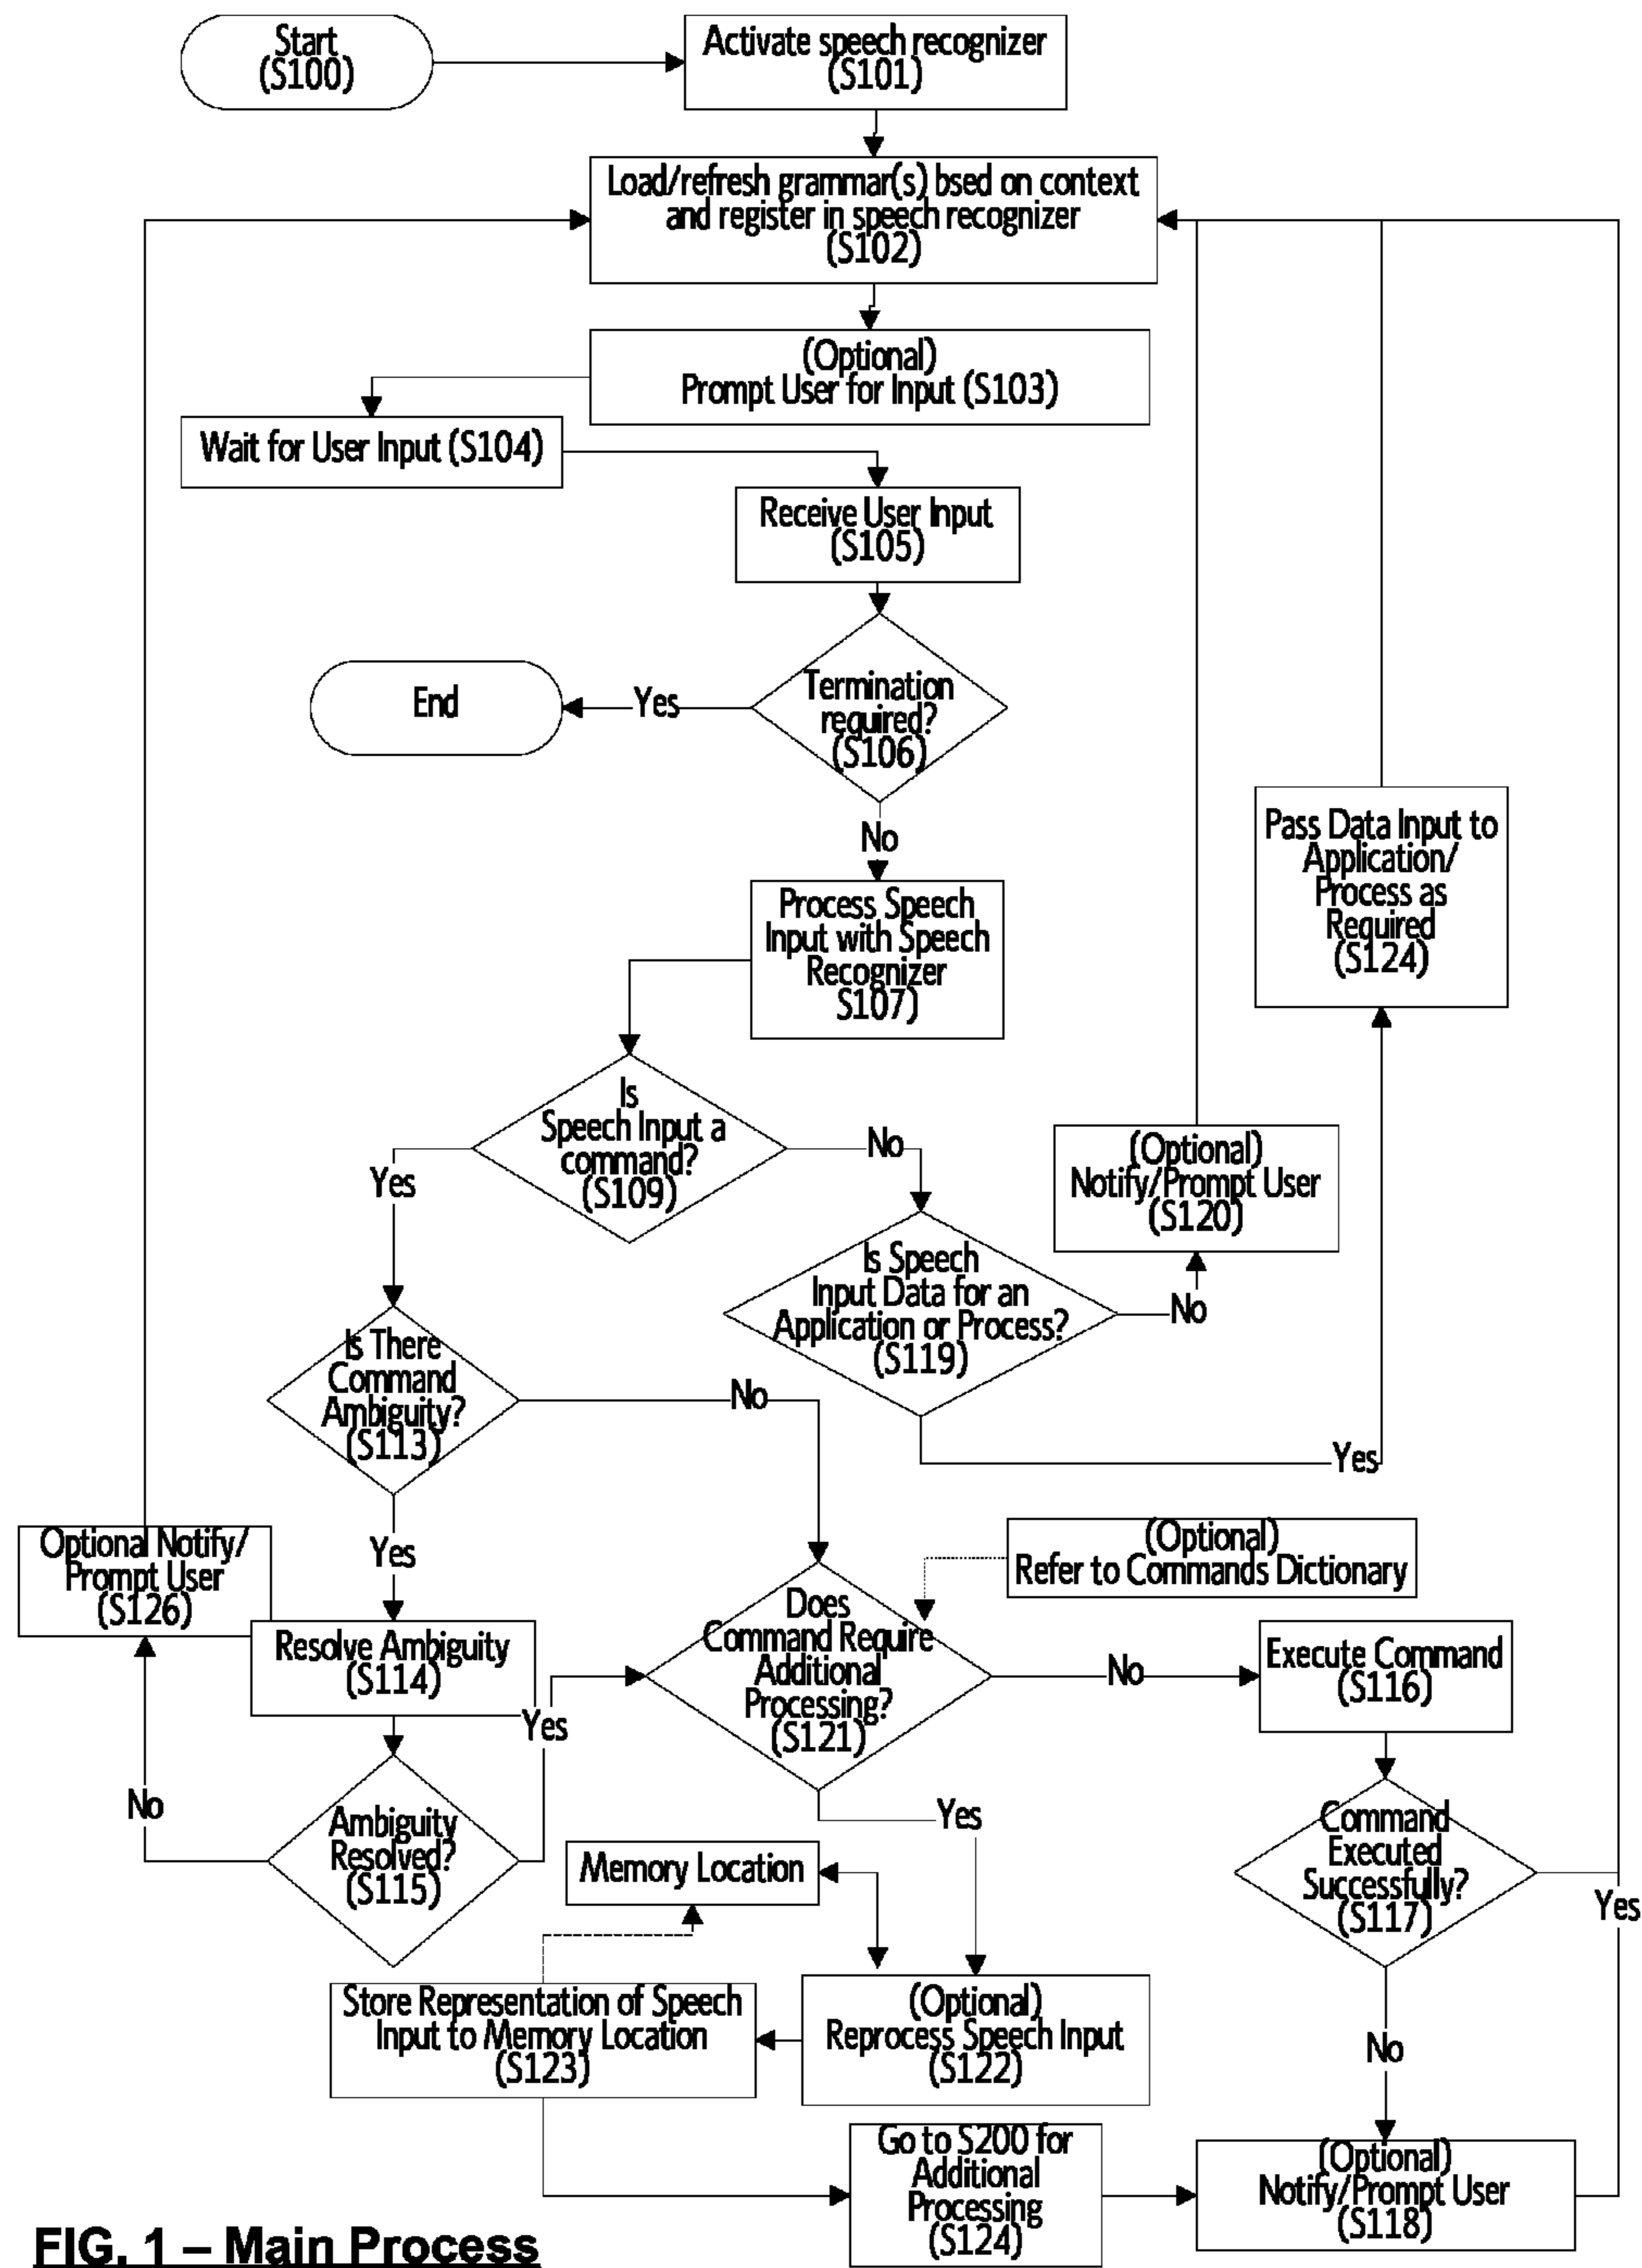 Start
(S100)
Activate speech recognizer
(S101)
Load/refresh grammar(s) bsed on context
and register in speech recognizer
(S102)
(Optional)
Prompt User for Input (S103)
Wait for User Input (S104)
Receive User Input
(S105)
Termination
required?
(S106)
Yes
End
No
Process Speech
Input with Speech
Recognizer
S107)
Pass Data Input to
Application/
Process as
Required
(S124)
Is
Speech Input a
command?
(S109)
Yes
No
(Optional)
Notify/Prompt User
(S120)
Is Speech
Input Data for an
Application or Process?
(S119)
No
Yes
Is There
Command
Ambiguity?
(S113)
No
Yes
Optional Notify/
Prompt User
(S126)
(Optional)
Refer to Commands Dictionary
Resolve Ambiguity
(S114)
Yes
Does
Command Require
Additional
Processing?
(S121)
No
Execute Command
(S116)
No
Ambiguity
Resolved?
(S115)
Yes
Command
Executed
Successfully?
(S117)
Yes
Memory Location
Store Representation of Speech
Input to Memory Location
(S123)
(Optional)
Reprocess Speech Input
(S122)
No
Go to S200 for
Additional
Processing
(S124)
(Optional)
Notify/Prompt User
(S118)
FIG. 1 – Main Process